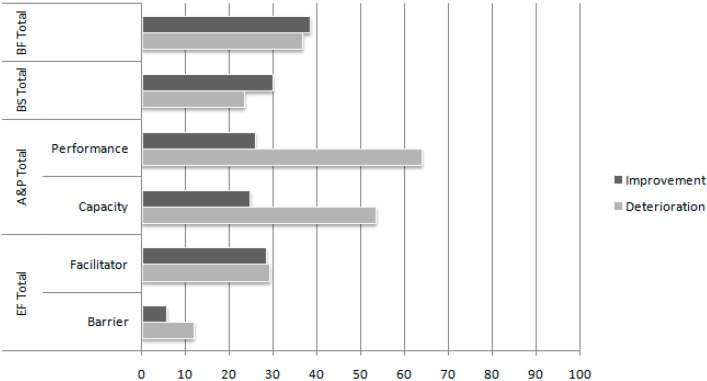 BF Total
BS Total
A&P Total
Performance
Capacity
EF Total
Facilitator
Barrier
Improvement
Deterioration
0 10 20 30 40 50 60 70 80 90 100